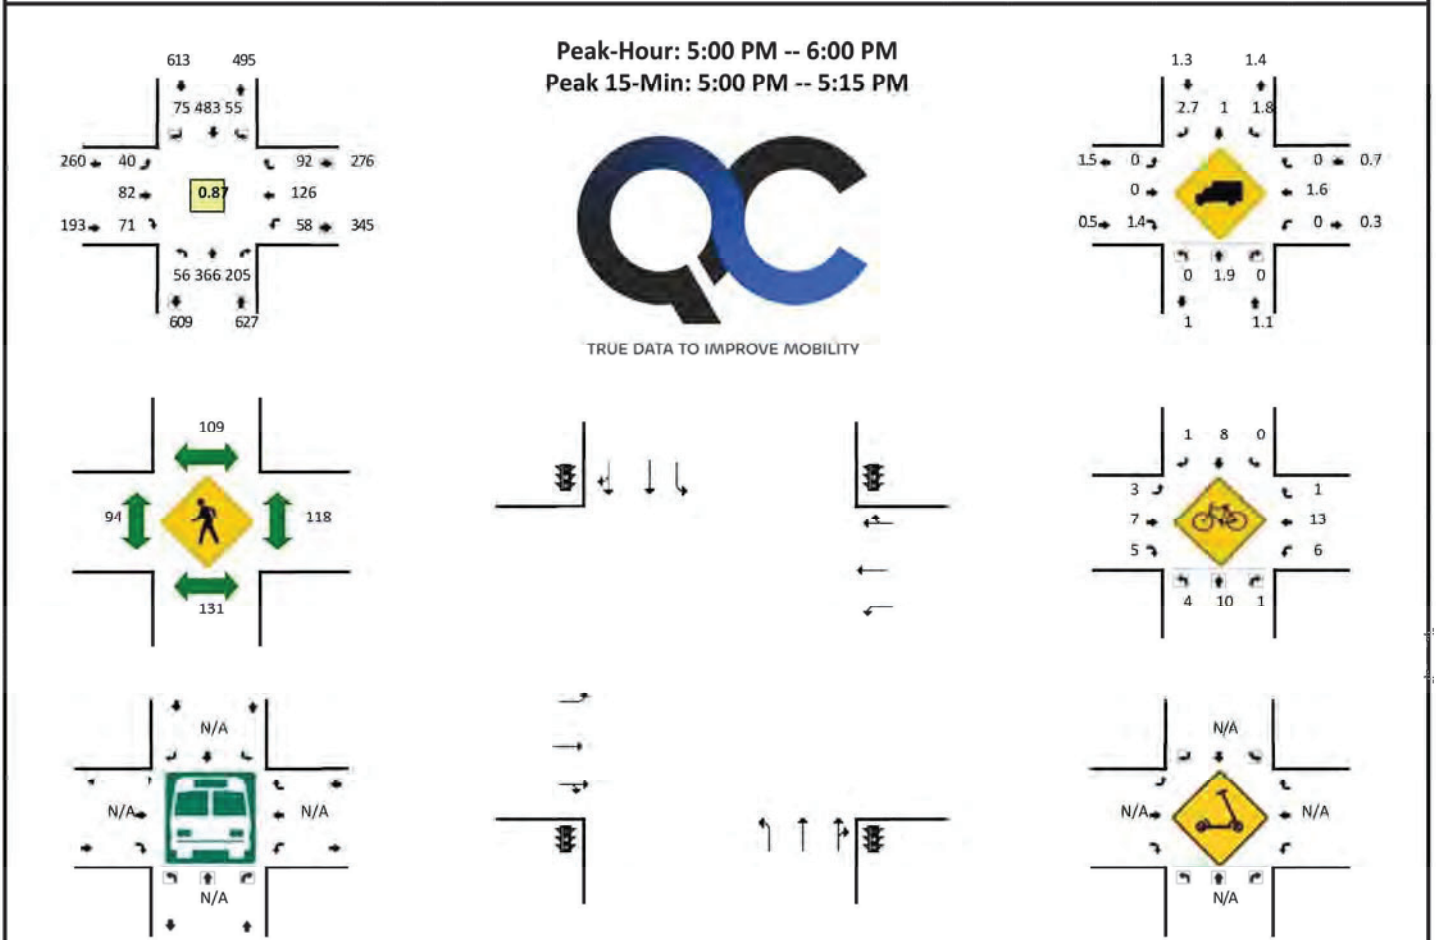 Peak-Hour: 5:00 PM -- 6:00 PM
Peak 15-Min: 5:00 PM -- 5:15 PM
613 495
75 483 55
260 40 92 276
82 0.87 126
193 71 58 345
56 366 205
609 627
QC
TRUE DATA TO IMPROVE MOBILITY
1.3 1.4
2.7 1 1.8
1.5 0 0 0.7
0 1.6
0.5 1.4 0 0.3
0 1.9 0
1 1.1
109
94 118
131
1 8 0
3 1
7 13
5 6
4 10 1
N/A
N/A N/A
N/A
N/A
N/A N/A
N/A